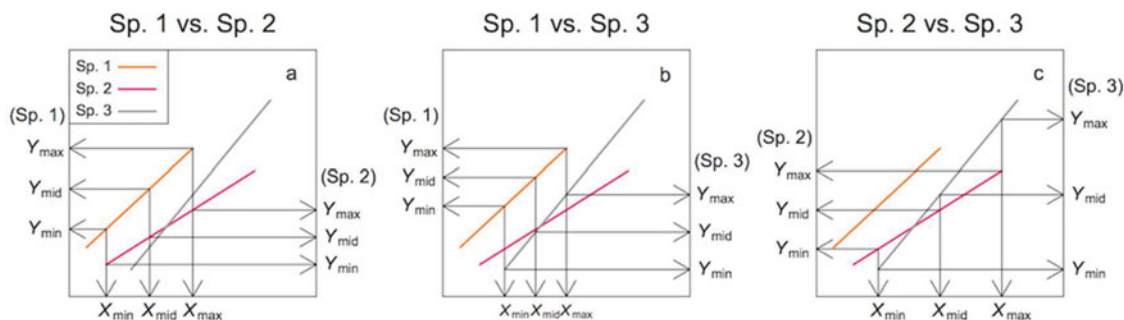 Sp. 1 vs. Sp. 2
Sp. 1
Sp. 2
Sp. 3
a
(Sp. 1)
Ymax
Ymid
Ymin
(Sp. 2)
Ymax
Ymid
Ymin
Xmin Xmid Xmax
Sp. 1 vs. Sp. 3
b
(Sp. 1)
Ymax
Ymid
Ymin
(Sp. 3)
Ymax
Ymid
Ymin
Xmin Xmid Xmax
Sp. 2 vs. Sp. 3
c
(Sp. 2)
Ymax
Ymid
Ymin
(Sp. 3)
Ymax
Ymid
Ymin
Xmin Xmid Xmax